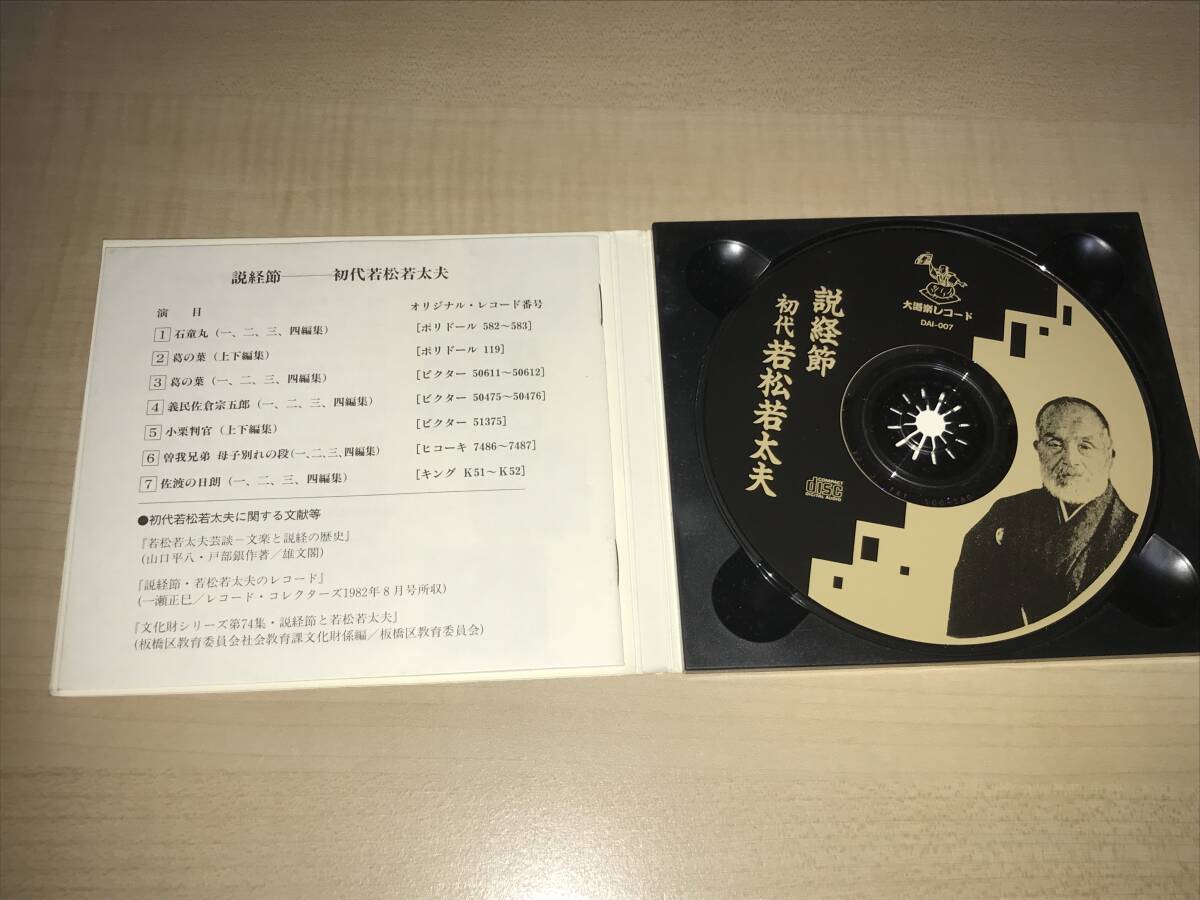 説経節———初代若松若太夫
演 目 オリジナル・レコード番号
1 石童丸(一、二、三、四編集) [ポリドール 582〜583]
2 葛の葉(上下編集) [ポリドール 119]
3 葛の葉(一、二、三、四編集) [ビクター 50611〜50612]
4 義民佐倉宗五郎(一、二、三、四編集) [ビクター 50475〜50476]
5 小栗判官(上下編集) [ビクター 51375]
6 曽我兄弟 母子別れの段(一、二、三、四編集) [ヒコーキ 7486〜7487]
7 佐渡の日朗(一、二、三、四編集) [キング K51〜K52]
●初代若松若太夫に関する文献等
『若松若太夫芸談－文楽と説経の歴史』
(山口平八・戸部銀作著／雄文閣)
『説経節・若松若太夫のレコード』
(一瀬正巳／レコード・コレクターズ1982年8月号所収)
『文化財シリーズ第74集・説経節と若松若太夫』
(板橋区教育委員会社会教育課文化財係編／板橋区教育委員会)
大道楽レコード
DAI-007
説経節
初代若松若太夫
COMPACT
disc
DIGITAL AUDIO